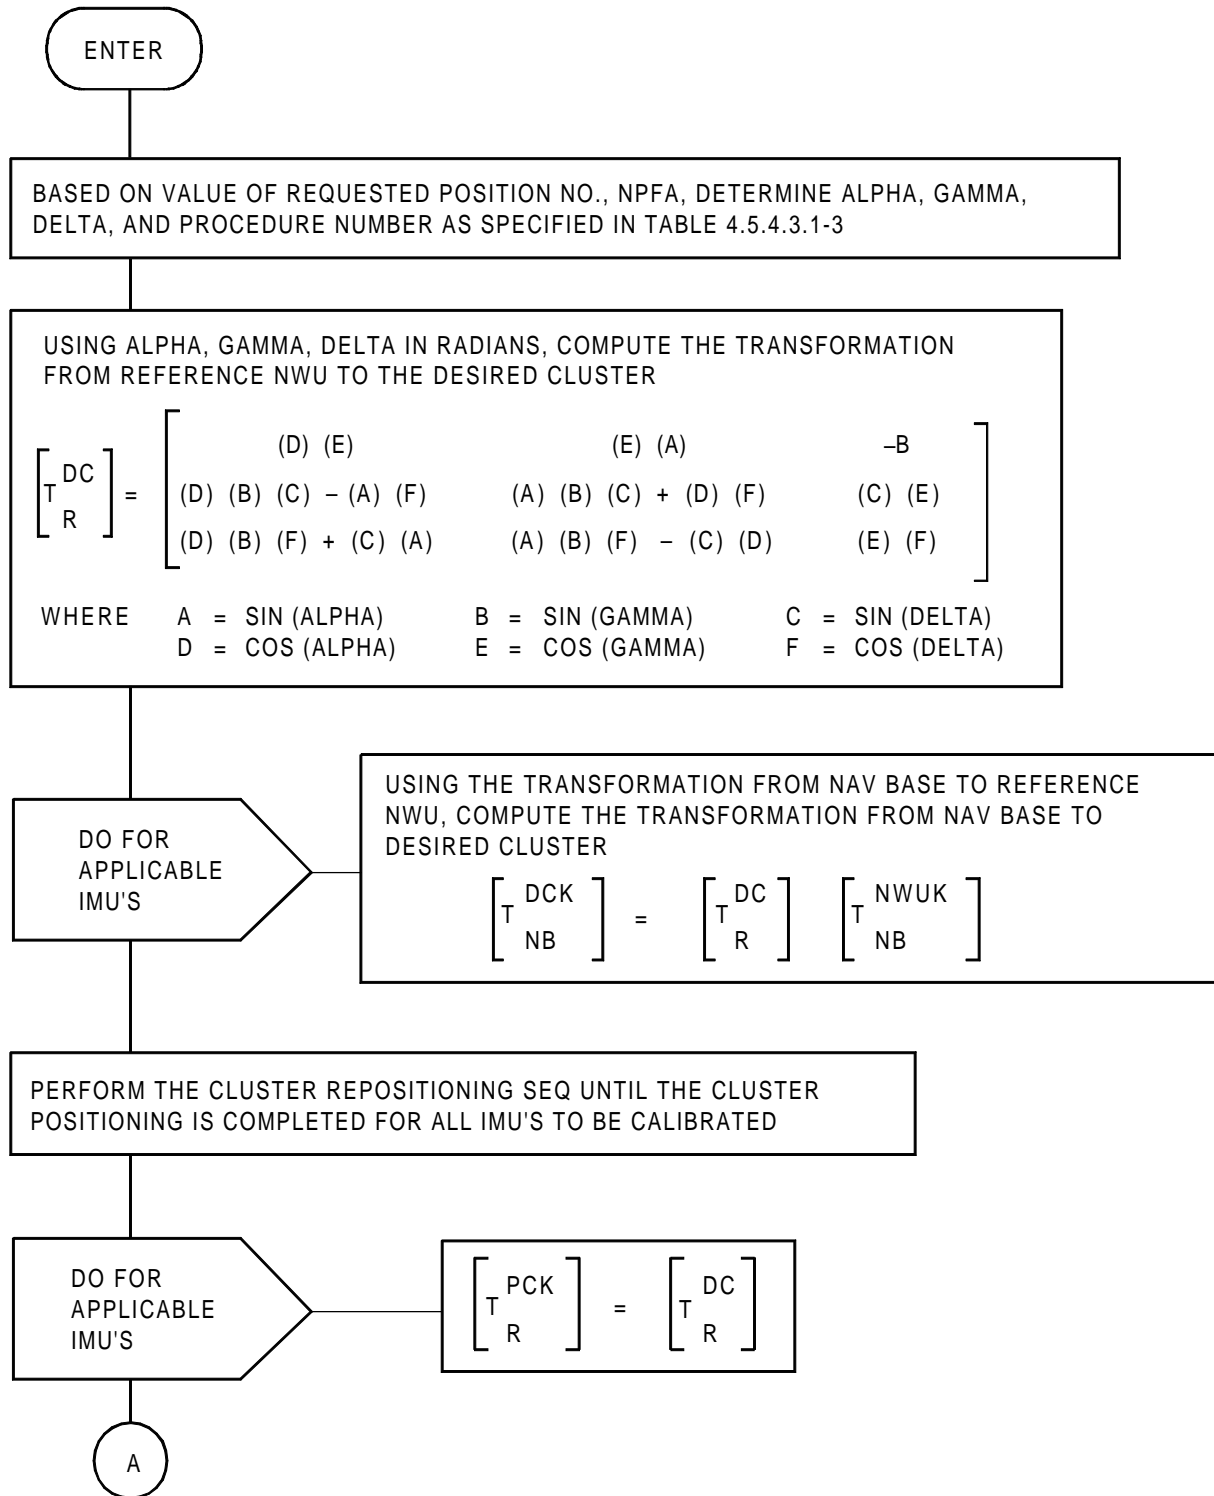 ENTER
BASED ON VALUE OF REQUESTED POSITION NO., NPFA, DETERMINE ALPHA, GAMMA,
DELTA, AND PROCEDURE NUMBER AS SPECIFIED IN TABLE 4.5.4.3.1-3
USING ALPHA, GAMMA, DELTA IN RADIANS, COMPUTE THE TRANSFORMATION
FROM REFERENCE NWU TO THE DESIRED CLUSTER
(D) (E) (E) (A) –B
T DC R = (D) (B) (C) – (A) (F) (A) (B) (C) + (D) (F) (C) (E)
(D) (B) (F) + (C) (A) (A) (B) (F) – (C) (D) (E) (F)
WHERE A = SIN (ALPHA) B = SIN (GAMMA) C = SIN (DELTA)
D = COS (ALPHA) E = COS (GAMMA) F = COS (DELTA)
DO FOR
APPLICABLE
IMU'S
USING THE TRANSFORMATION FROM NAV BASE TO REFERENCE
NWU, COMPUTE THE TRANSFORMATION FROM NAV BASE TO
DESIRED CLUSTER
T DCK NB = T DC R T NWUK NB
PERFORM THE CLUSTER REPOSITIONING SEQ UNTIL THE CLUSTER
POSITIONING IS COMPLETED FOR ALL IMU'S TO BE CALIBRATED
DO FOR
APPLICABLE
IMU'S
T PCK R = T DC R
A